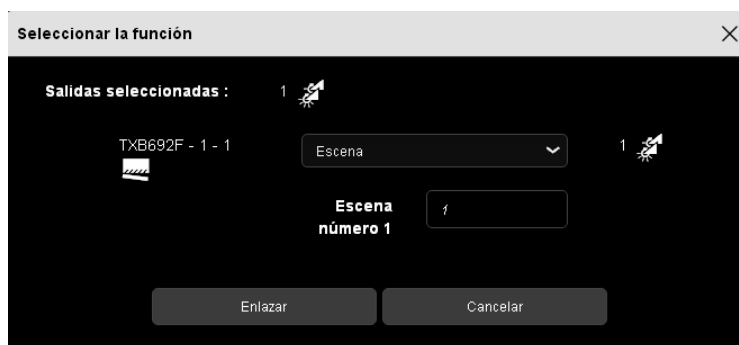 Seleccionar la función
Salidas seleccionadas : 1
TXB692F - 1 - 1 Escena 1
Escena
número 1 1
Enlazar Cancelar